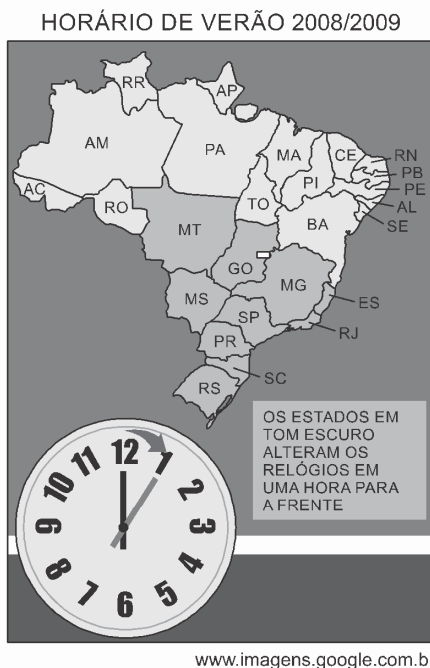 HORÁRIO DE VERÃO 2008/2009
RR
AP
AM
PA
MA
CE
RN
PB
PE
AL
SE
PI
AC
RO
TO
BA
MT
GO
MG
ES
MS
SP
RJ
PR
SC
RS
OS ESTADOS EM
TOM ESCURO
ALTERAM OS
RELÓGIOS EM
UMA HORA PARA
A FRENTE
12
1
2
3
4
5
6
7
8
9
10
11
www.imagens.google.com.b